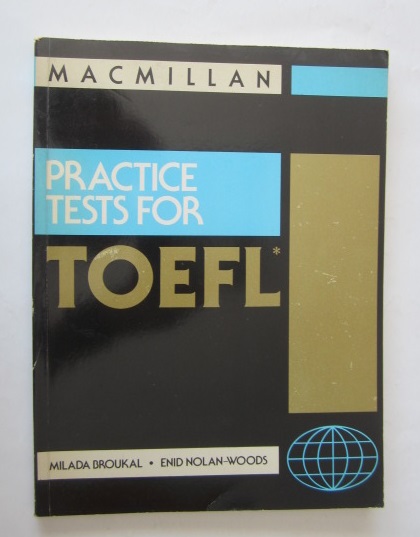 MACMILLAN
PRACTICE
TESTS FOR
TOEFL*
MILADA BROUKAL • ENID NOLAN-WOODS